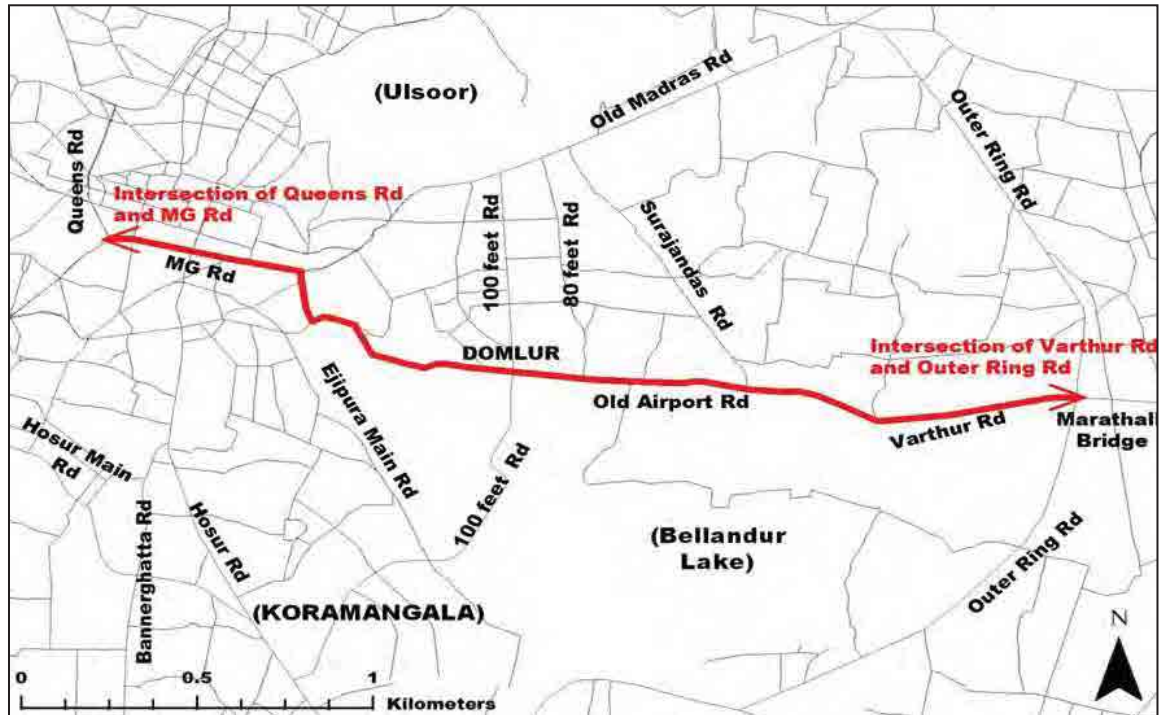 (Ulsoor)
Old Madras Rd
Outer Ring Rd
Queens Rd
Intersection of Queens Rd
and MG Rd
MG Rd
100 feet Rd
80 feet Rd
Surajandas Rd
DOMLUR
Intersection of Varthur Rd
and Outer Ring Rd
Old Airport Rd
Varthur Rd
Marathall
Bridge
Ejipura Main Rd
Hosur Main
Rd
100 feet Rd
Hosur Rd
Bannerghatta Rd
(Bellandur
Lake)
Outer Ring Rd
(KORAMANGALA)
N
0 0.5 1
Kilometers